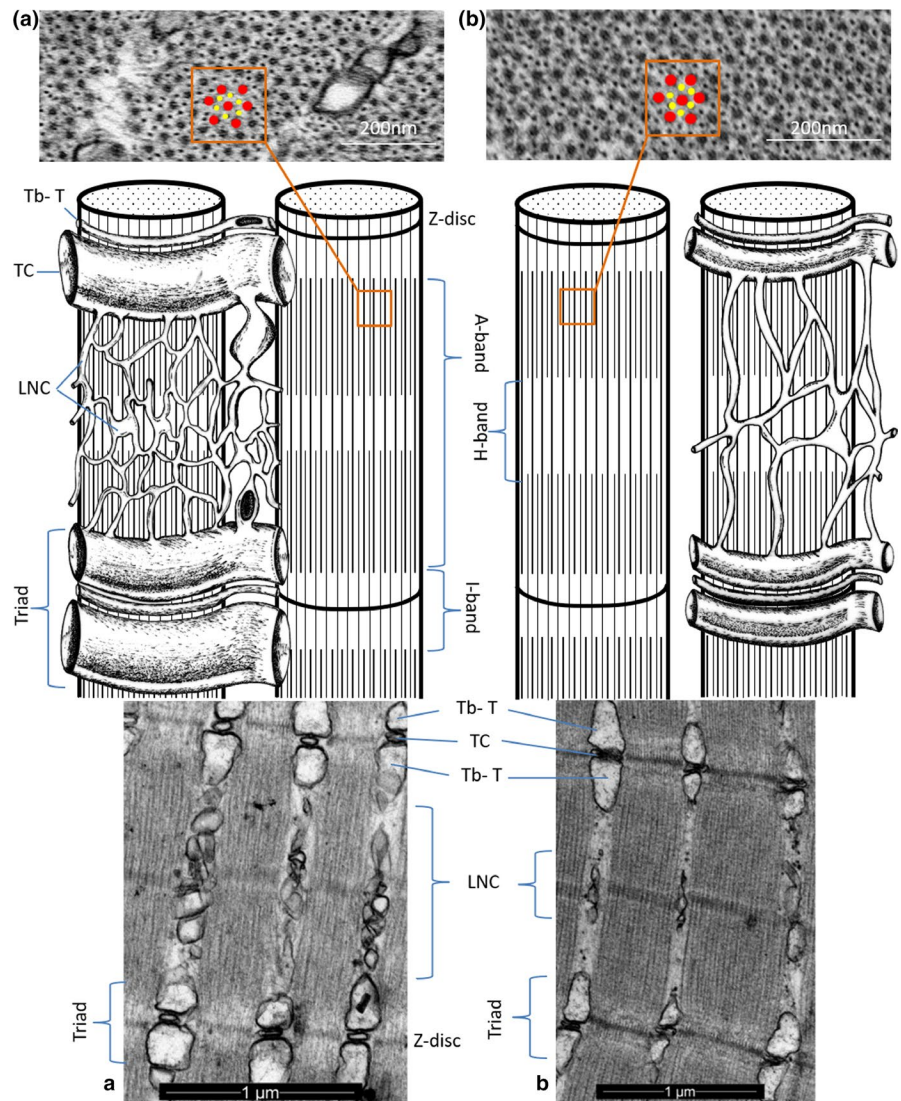 (a)
(b)
200nm
200nm
Tb- T
TC
LNC
Triad
Z-disc
A-band
H-band
I-band
Tb- T
TC
Tb- T
LNC
Triad
Triad
Z-disc
a
1 µm
b
1 µm